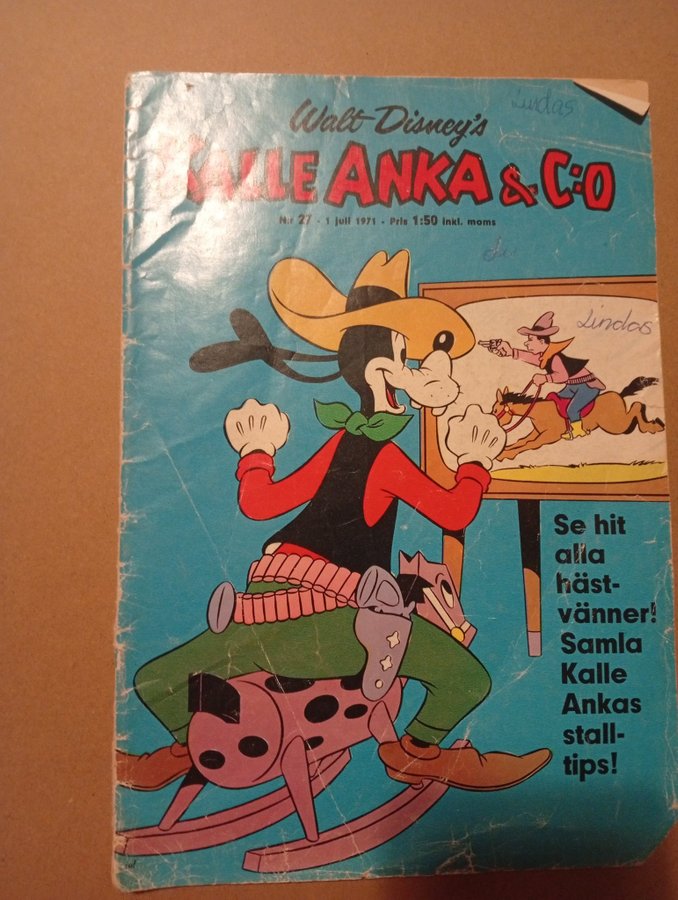 Lindas
Walt Disney's
KALLE ANKA & C:O
Nr 27 - 1 juli 1971 - Pris 1:50 inkl. moms
Lindas
Se hit
alla
häst-
vänner!
Samla
Kalle
Ankas
stall-
tips!